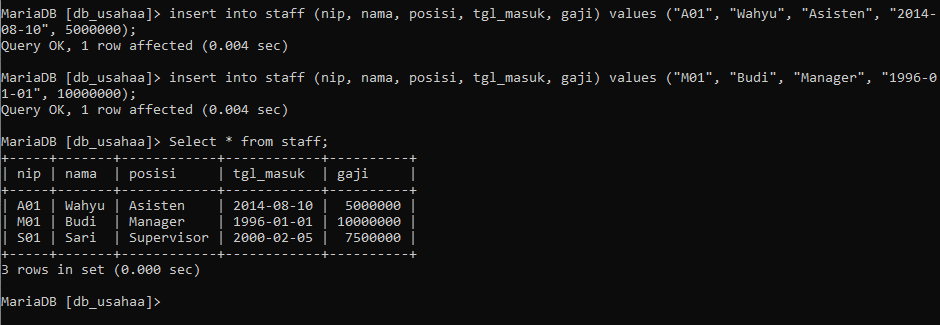 MariaDB [db_usahaa]> insert into staff (nip, nama, posisi, tgl_masuk, gaji) values ("A01", "Wahyu", "Asisten", "2014-
08-10", 5000000);
Query OK, 1 row affected (0.004 sec)
MariaDB [db_usahaa]> insert into staff (nip, nama, posisi, tgl_masuk, gaji) values ("M01", "Budi", "Manager", "1996-0
1-01", 10000000);
Query OK, 1 row affected (0.004 sec)
MariaDB [db_usahaa]> Select * from staff;
+-----+-------+------------+------------+----------+
| nip | nama  | posisi     | tgl_masuk  | gaji     |
+-----+-------+------------+------------+----------+
| A01 | Wahyu | Asisten    | 2014-08-10 |  5000000 |
| M01 | Budi  | Manager    | 1996-01-01 | 10000000 |
| S01 | Sari  | Supervisor | 2000-02-05 |  7500000 |
+-----+-------+------------+------------+----------+
3 rows in set (0.000 sec)
MariaDB [db_usahaa]>